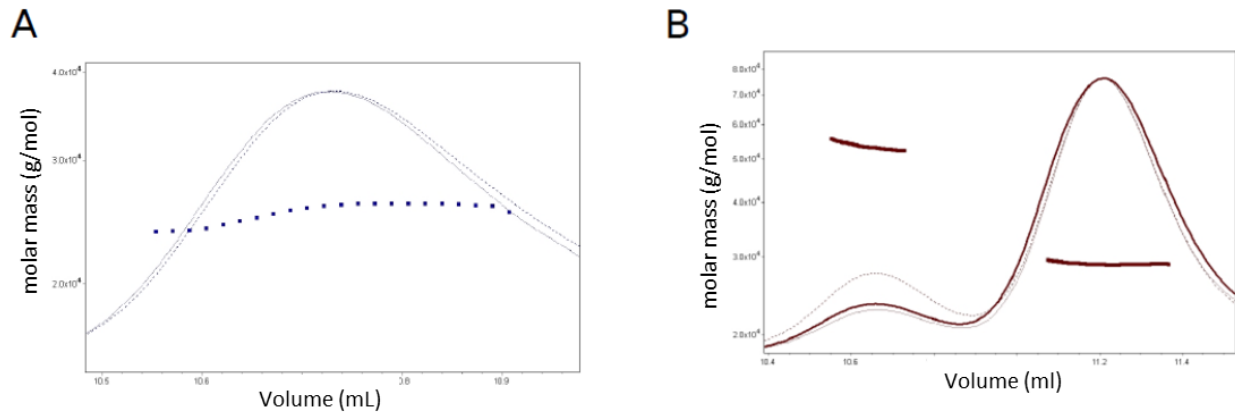 A
molar mass (g/mol)
4.0x10⁴
3.0x10⁴
2.0x10⁴
10.5
10.6
0.8
10.9
Volume (mL)
B
molar mass (g/mol)
8.0x10⁴
7.0x10⁴
6.0x10⁴
5.0x10⁴
4.0x10⁴
3.0x10⁴
2.0x10⁴
10.4
10.6
11.2
11.4
Volume (ml)